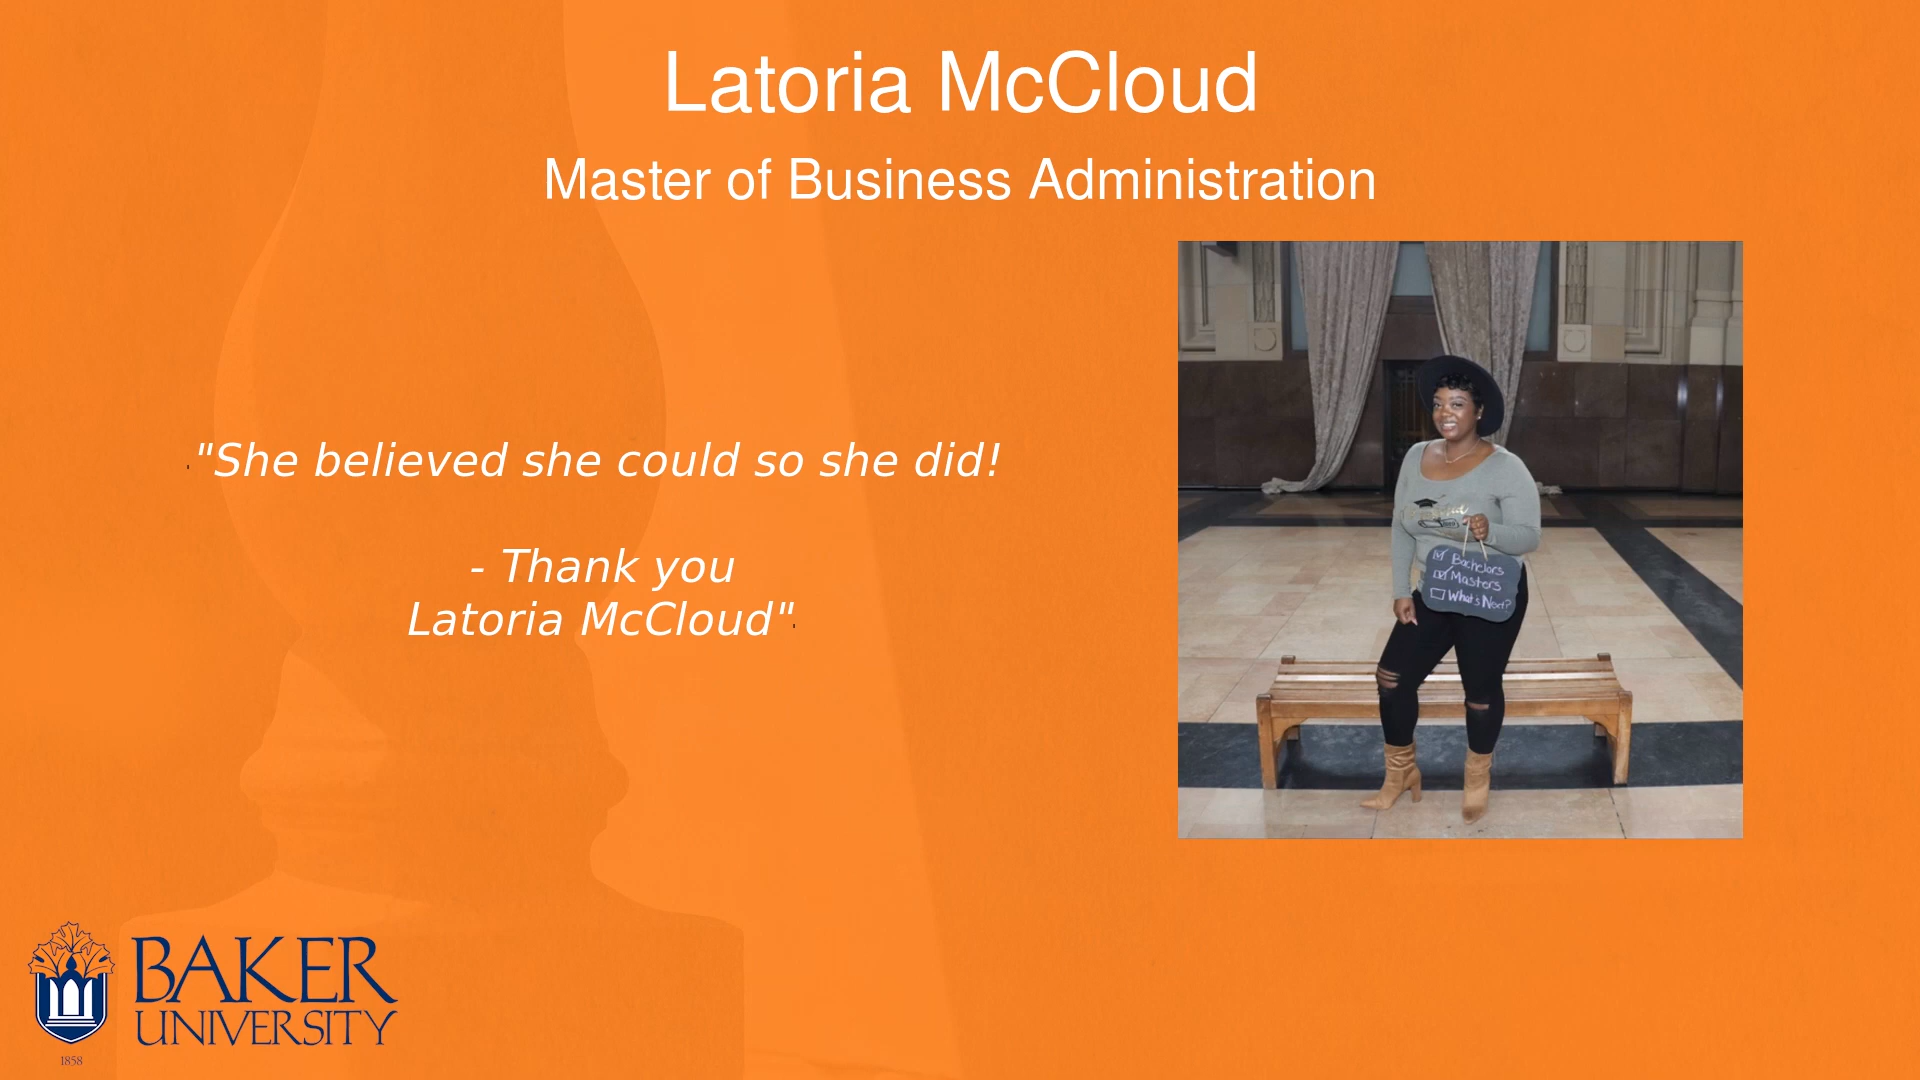 Latoria McCloud
Master of Business Administration
"She believed she could so she did!
- Thank you
Latoria McCloud"
Bachelors
Masters
What's Next?
BAKER
UNIVERSITY
1858